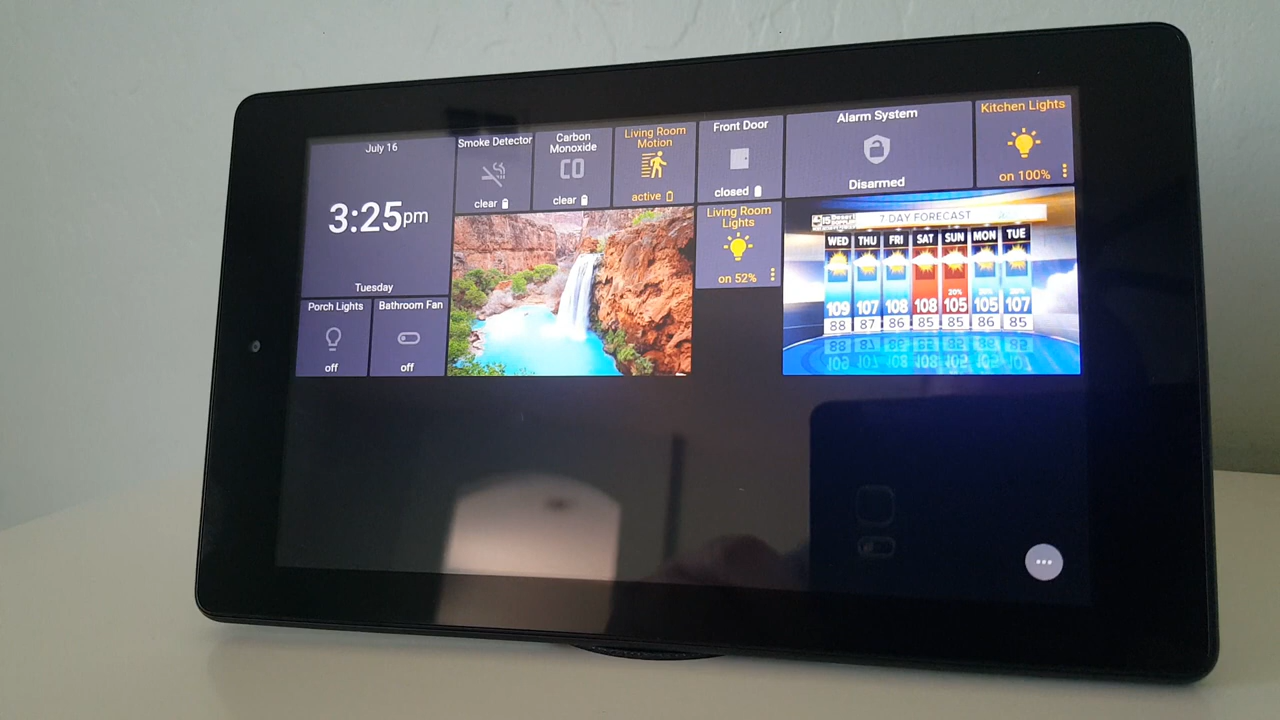 July 16
3:25pm
Tuesday
Porch Lights
off
Bathroom Fan
off
Smoke Detector
clear
Carbon
Monoxide
CO
clear
Living Room
Motion
active
Front Door
closed
Living Room
Lights
on 52%
Alarm System
Disarmed
Kitchen Lights
on 100%
15
7 DAY FORECAST
WED THU FRI SAT SUN MON TUE
20%
109 107 108 108 105 105 107
88 87 86 85 85 86 85